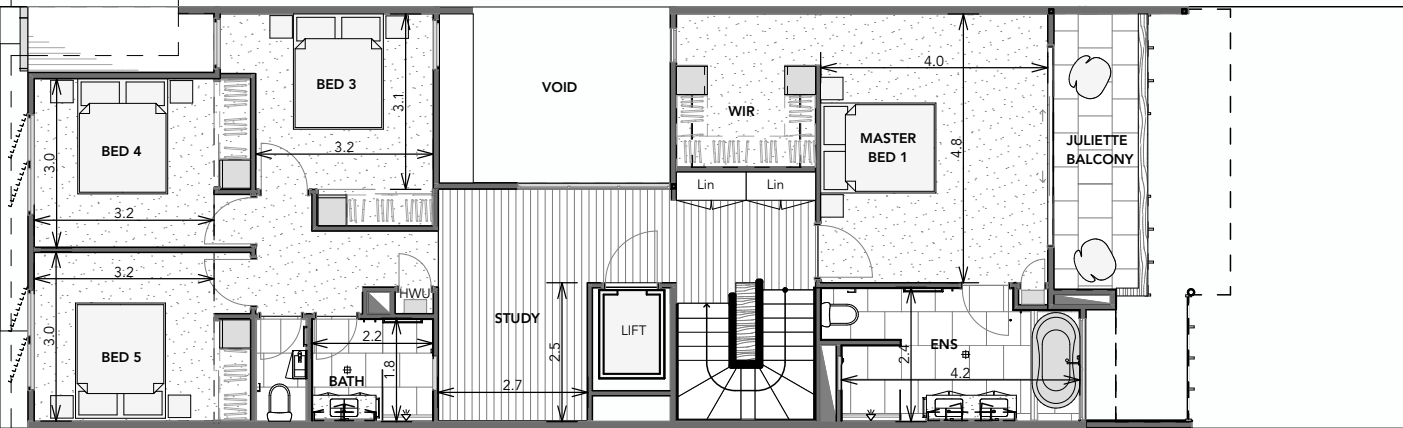 BED 3
3.1
3.2
BED 4
3.0
3.2
VOID
WIR
Lin
Lin
4.0
MASTER
BED 1
4.8
JULIETTE
BALCONY
3.2
3.0
BED 5
HWU
2.2
1.8
BATH
STUDY
2.7
2.5
LIFT
2.4
ENS
4.2